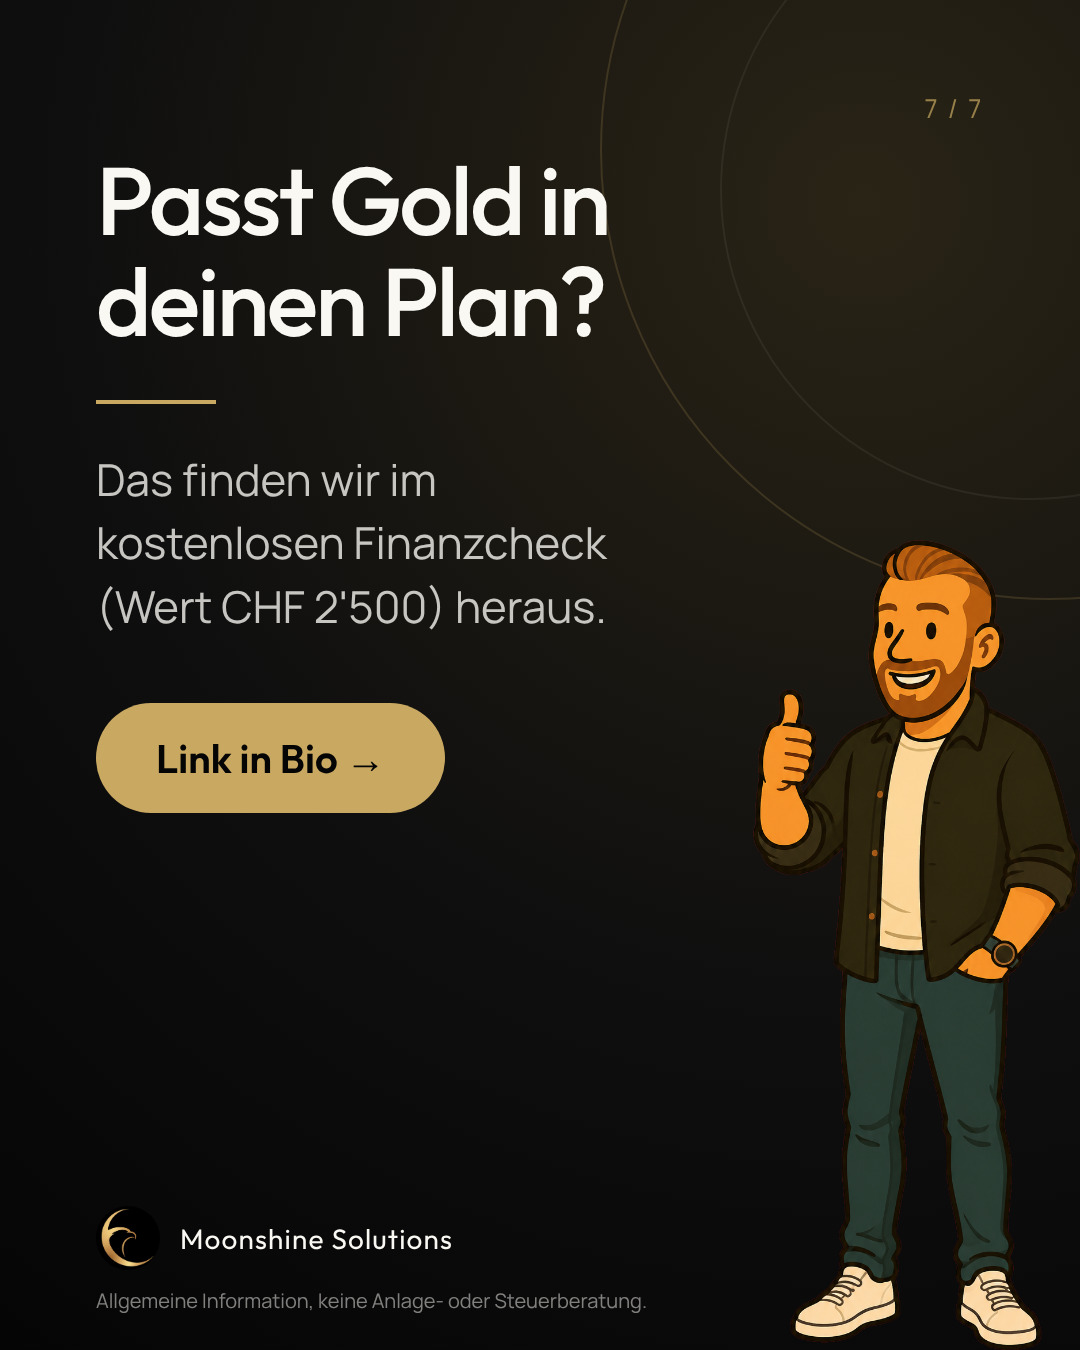 7 / 7
Passt Gold in
deinen Plan?
Das finden wir im
kostenlosen Finanzcheck
(Wert CHF 2'500) heraus.
Link in Bio →
Moonshine Solutions
Allgemeine Information, keine Anlage- oder Steuerberatung.